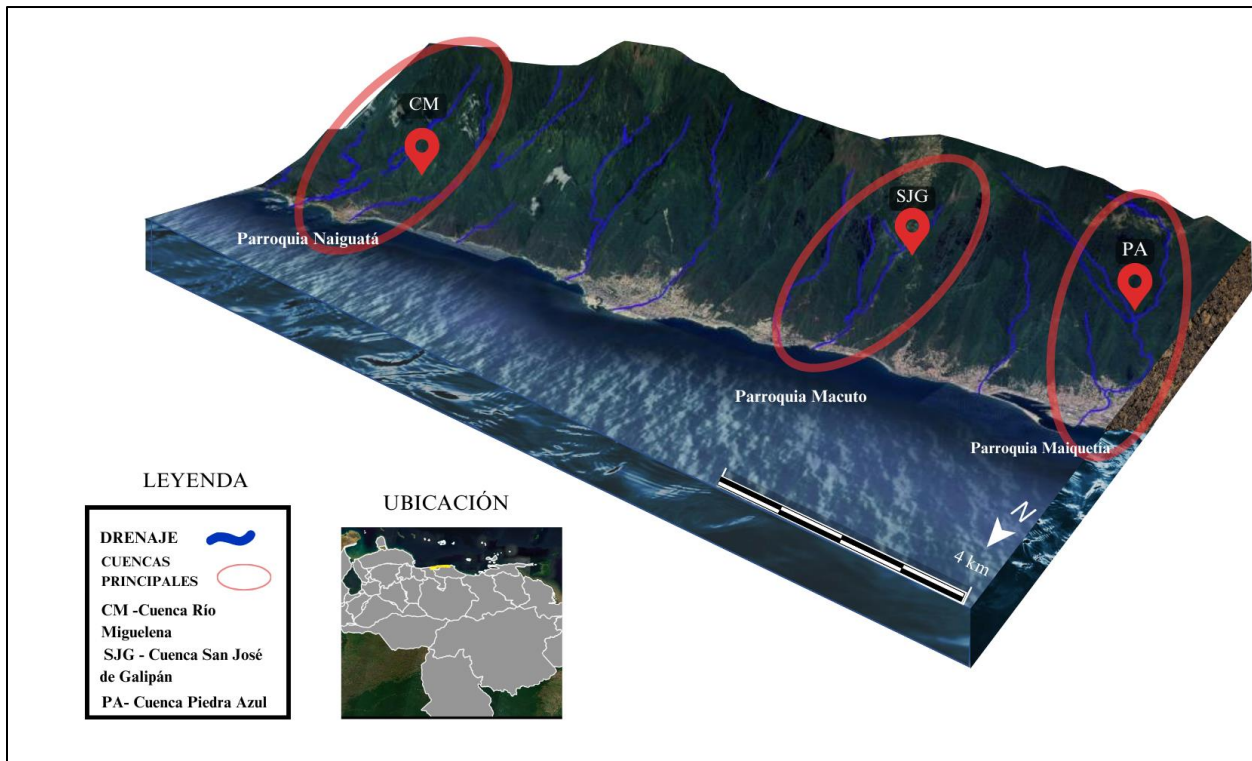 CM
SJG
PA
Parroquia Naiguatá
Parroquia Macuto
Parroquia Maiquetia
N
4 km
LEYENDA
DRENAJE
CUENCAS
PRINCIPALES
CM -Cuenca Río
Miguelena
SJG - Cuenca San José
de Galipán
PA- Cuenca Piedra Azul
UBICACIÓN